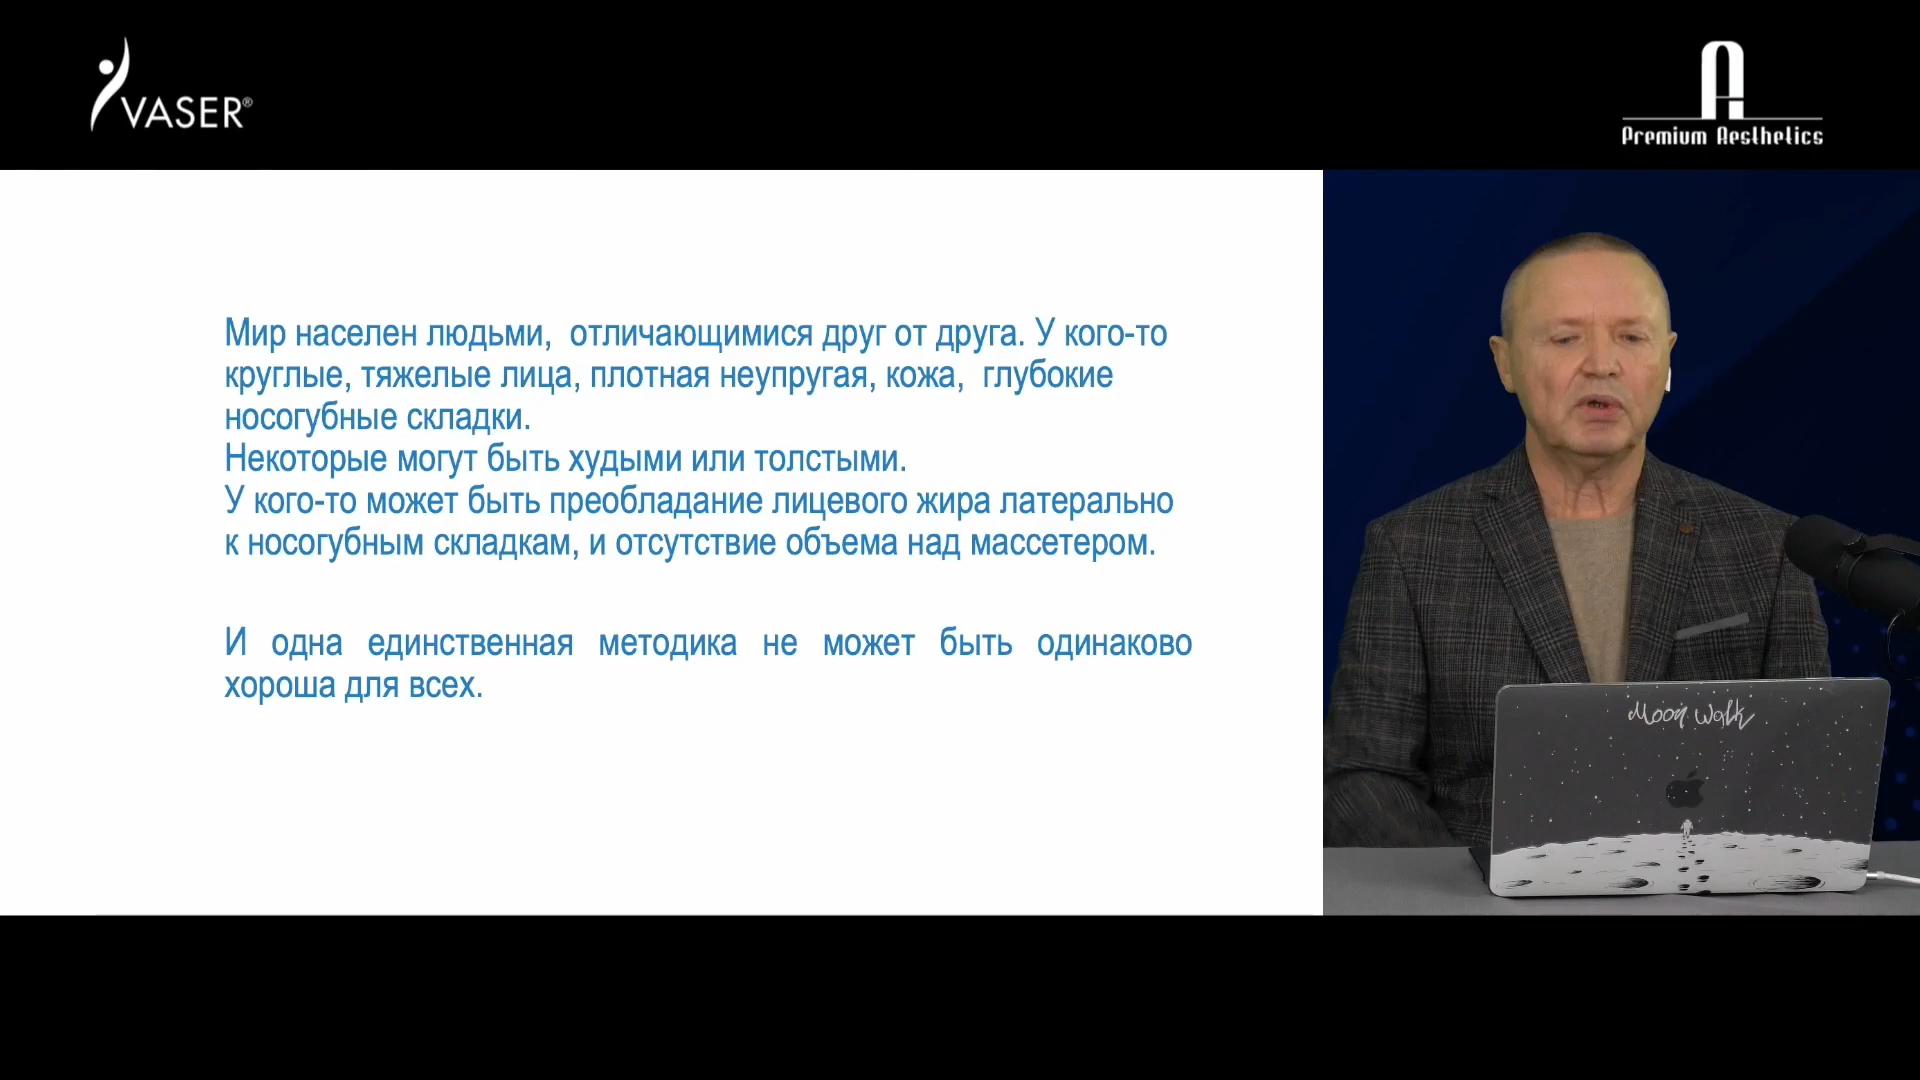 VASER®
Premium Aesthetics
Мир населен людьми, отличающимися друг от друга. У кого-то
круглые, тяжелые лица, плотная неупругая, кожа, глубокие
носогубные складки.
Некоторые могут быть худыми или толстыми.
У кого-то может быть преобладание лицевого жира латерально
к носогубным складкам, и отсутствие объема над массетером.
И одна единственная методика не может быть одинаково
хороша для всех.
Moon Walk